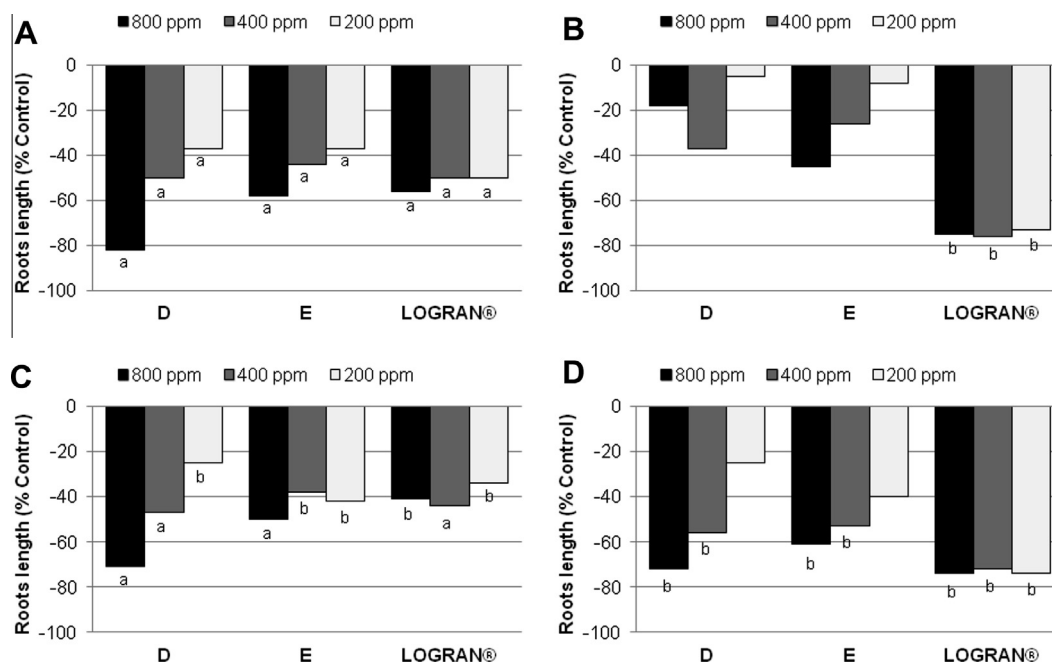 A
800 ppm 400 ppm 200 ppm
Roots length (% Control)
0
-20
-40
-60
-80
-100
a a a a a a a a a
D E LOGRAN®
B
800 ppm 400 ppm 200 ppm
Roots length (% Control)
0
-20
-40
-60
-80
-100
b b b
D E LOGRAN®
C
800 ppm 400 ppm 200 ppm
Roots length (% Control)
0
-20
-40
-60
-80
-100
a a b a b b b a b
D E LOGRAN®
D
800 ppm 400 ppm 200 ppm
Roots length (% Control)
0
-20
-40
-60
-80
-100
b b b b b b b
D E LOGRAN®